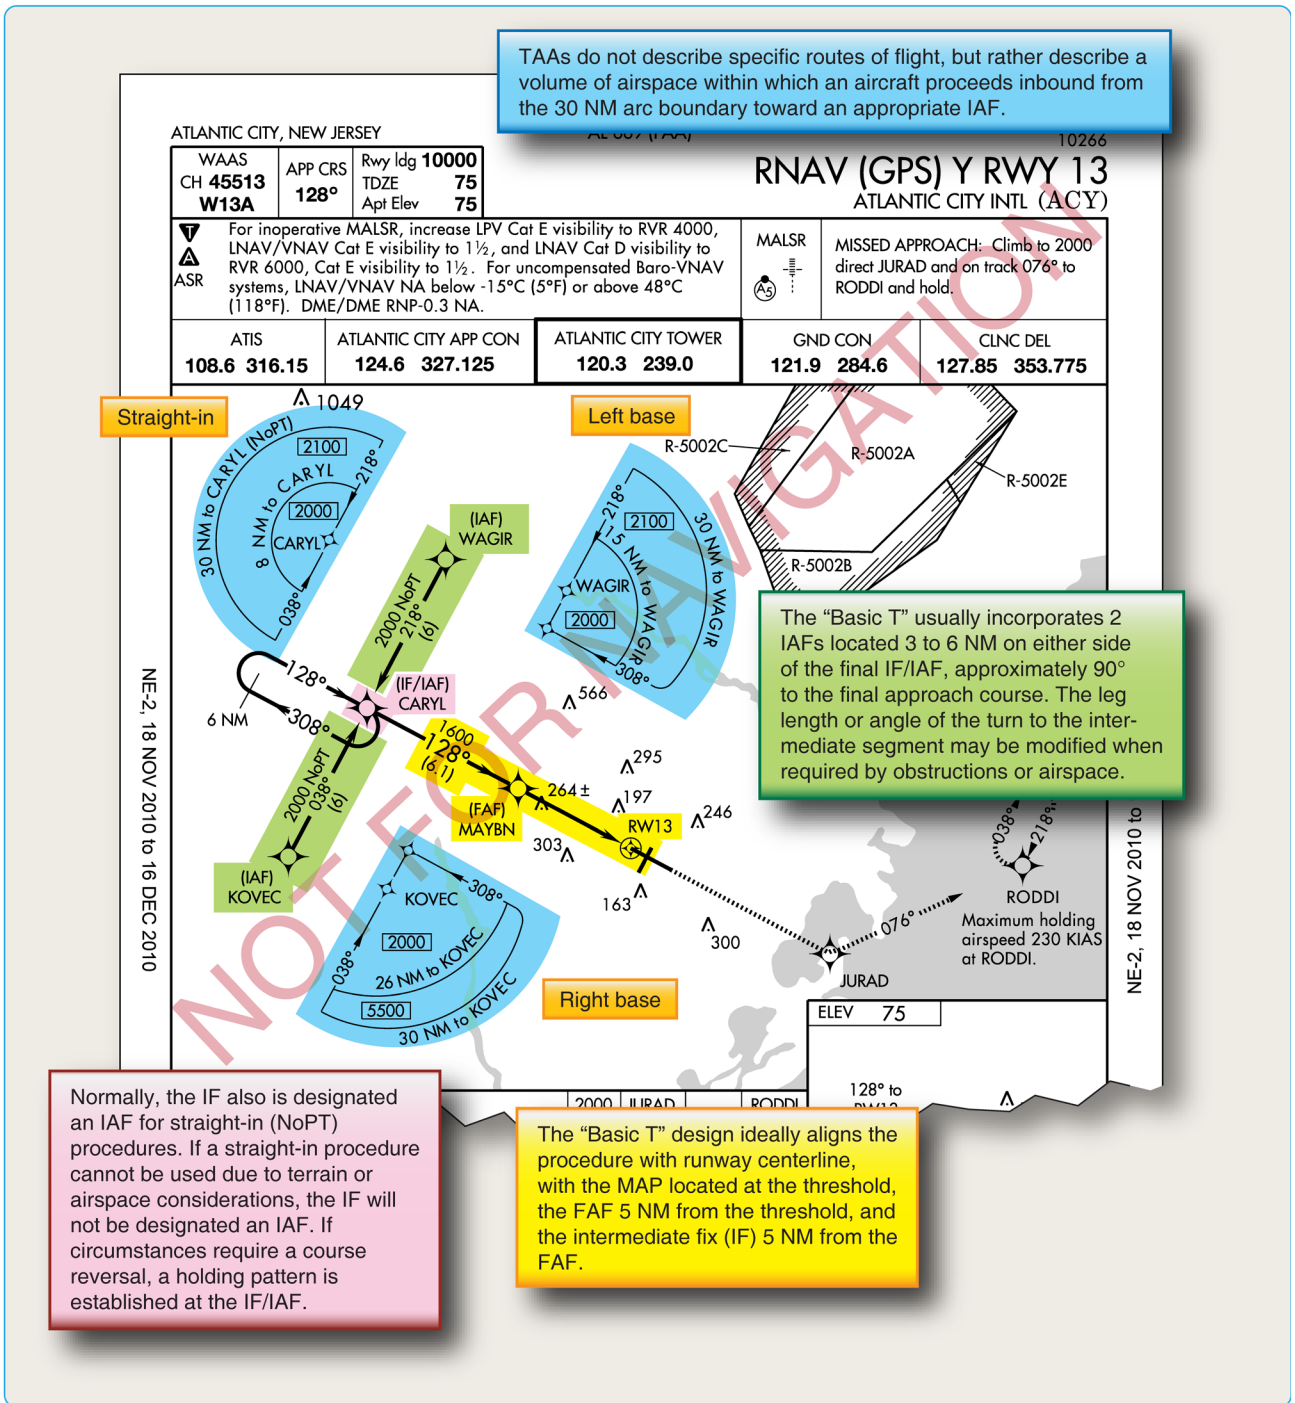 TAAs do not describe specific routes of flight, but rather describe a
volume of airspace within which an aircraft proceeds inbound from
the 30 NM arc boundary toward an appropriate IAF.
ATLANTIC CITY, NEW JERSEY
10266
WAAS
CH 45513
W13A
APP CRS
128°
Rwy ldg 10000
TDZE 75
Apt Elev 75
RNAV (GPS) Y RWY 13
ATLANTIC CITY INTL (ACY)
T
A
ASR
For inoperative MALSR, increase LPV Cat E visibility to RVR 4000,
LNAV/VNAV Cat E visibility to 1½, and LNAV Cat D visibility to
RVR 6000, Cat E visibility to 1½. For uncompensated Baro-VNAV
systems, LNAV/VNAV NA below -15°C (5°F) or above 48°C
(118°F). DME/DME RNP-0.3 NA.
MALSR
A5
MISSED APPROACH: Climb to 2000
direct JURAD and on track 076° to
RODDI and hold.
ATIS
108.6 316.15
ATLANTIC CITY APP CON
124.6 327.125
ATLANTIC CITY TOWER
120.3 239.0
GND CON
121.9 284.6
CLNC DEL
127.85 353.775
NOT FOR NAVIGATION
Straight-in
1049
30 NM to CARYL (NoPT)
2100
218°
8 NM to CARYL
2000
CARYL
038°
Left base
218°
2100
30 NM to WAGIR
15 NM to WAGIR
WAGIR
2000
308°
R-5002C
R-5002A
R-5002E
R-5002B
(IAF)
WAGIR
2000 NoPT
218°
(6)
128°
308°
6 NM
(IF/IAF)
CARYL
566
1600
128°
(6.1)
2000 NoPT
038°
(6)
(IAF)
KOVEC
(FAF)
MAYBN
264±
295
197
246
RW13
303
163
300
KOVEC
308°
2000
038°
26 NM to KOVEC
5500
30 NM to KOVEC
Right base
The “Basic T” usually incorporates 2
IAFs located 3 to 6 NM on either side
of the final IF/IAF, approximately 90°
to the final approach course. The leg
length or angle of the turn to the inter-
mediate segment may be modified when
required by obstructions or airspace.
038°
218°
RODDI
Maximum holding
airspeed 230 KIAS
at RODDI.
076°
JURAD
ELEV 75
128° to
2000
JURAD
RODDI
NE-2, 18 NOV 2010 to 16 DEC 2010
NE-2, 18 NOV 2010 to
Normally, the IF also is designated
an IAF for straight-in (NoPT)
procedures. If a straight-in procedure
cannot be used due to terrain or
airspace considerations, the IF will
not be designated an IAF. If
circumstances require a course
reversal, a holding pattern is
established at the IF/IAF.
The “Basic T” design ideally aligns the
procedure with runway centerline,
with the MAP located at the threshold,
the FAF 5 NM from the threshold, and
the intermediate fix (IF) 5 NM from the
FAF.